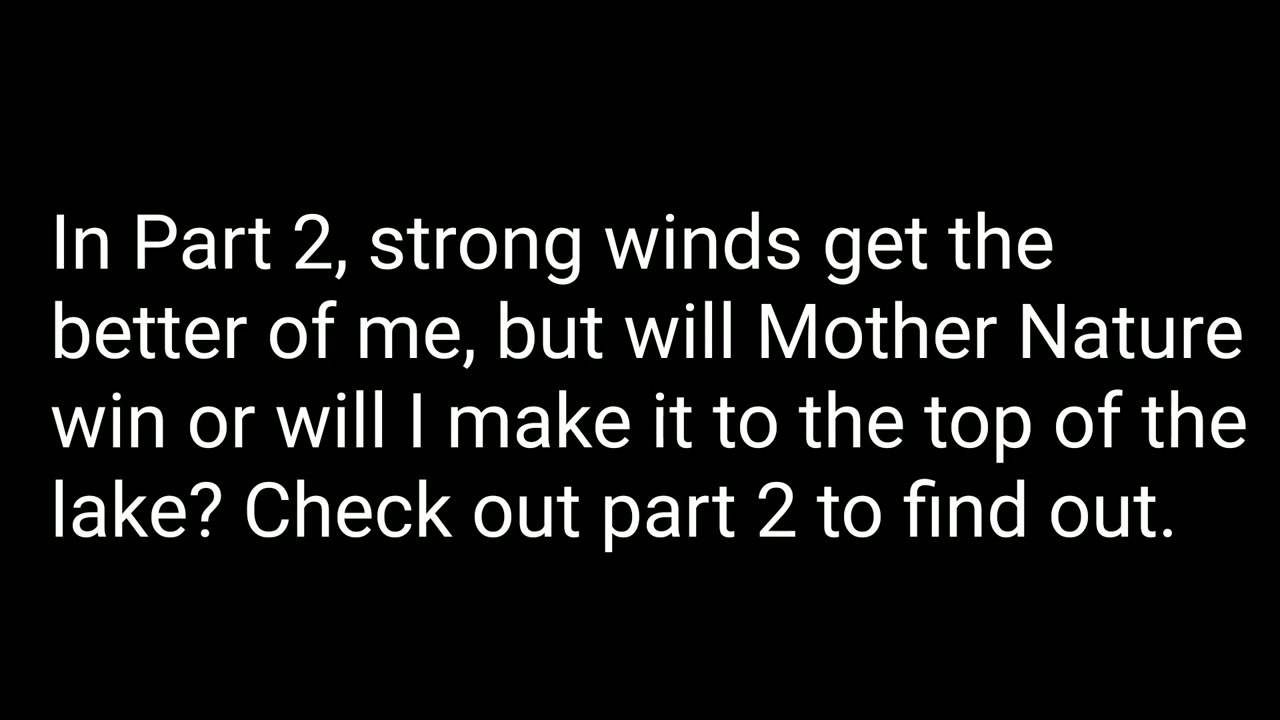 In Part 2, strong winds get the
better of me, but will Mother Nature
win or will I make it to the top of the
lake? Check out part 2 to find out.